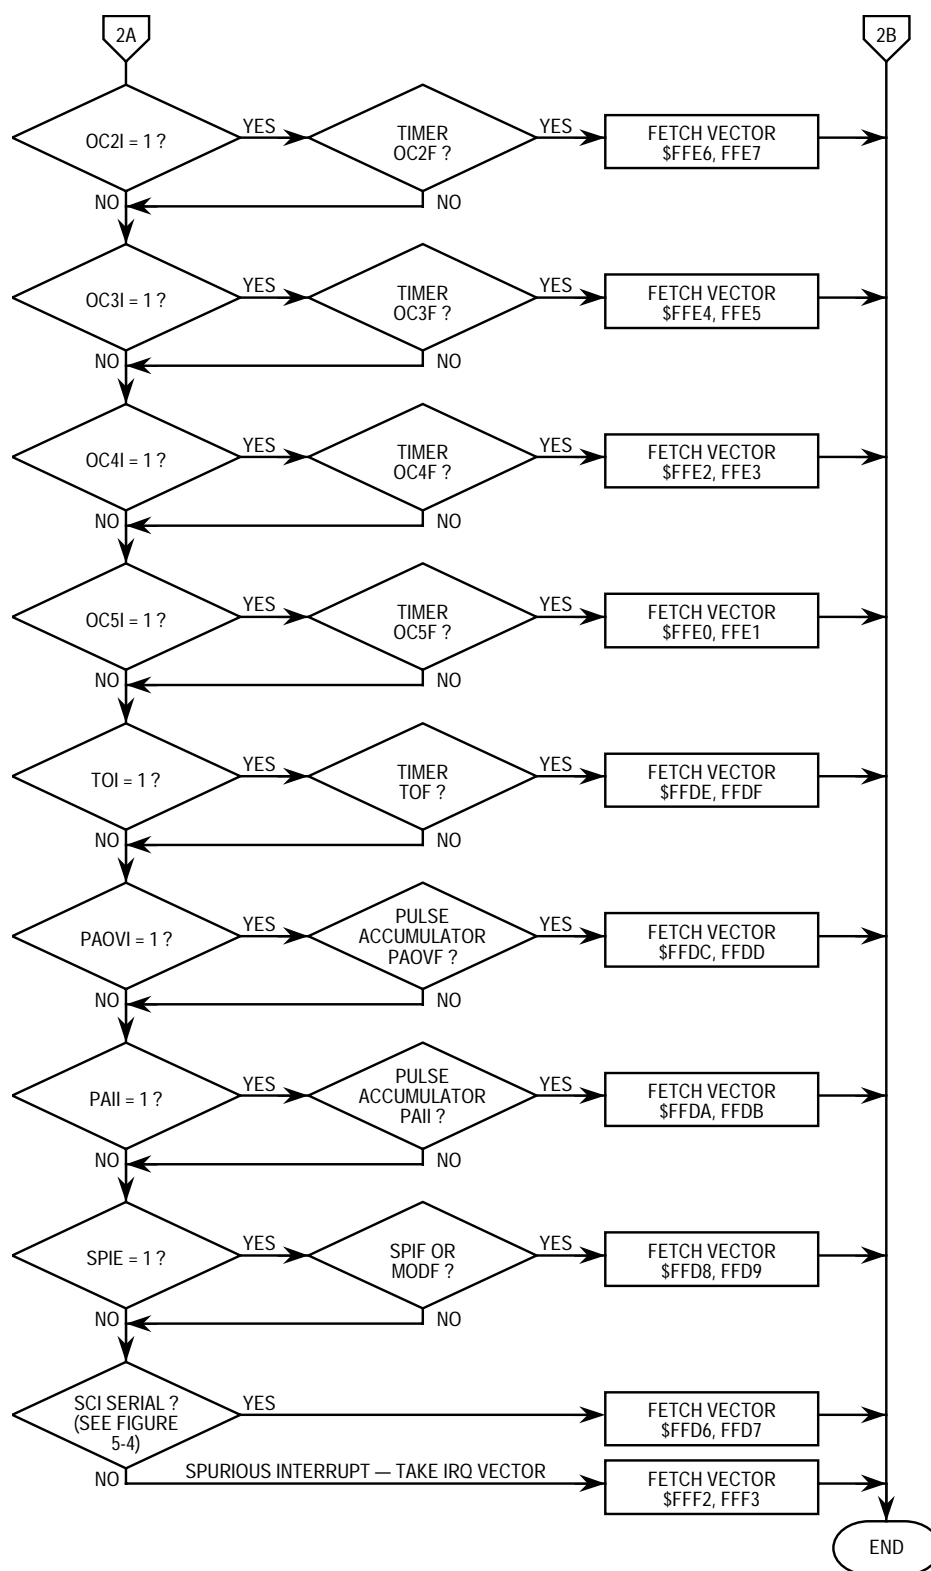 2A
2B
OC2I = 1 ?
YES
TIMER
OC2F ?
YES
FETCH VECTOR
$FFE6, FFE7
NO
NO
OC3I = 1 ?
YES
TIMER
OC3F ?
YES
FETCH VECTOR
$FFE4, FFE5
NO
NO
OC4I = 1 ?
YES
TIMER
OC4F ?
YES
FETCH VECTOR
$FFE2, FFE3
NO
NO
OC5I = 1 ?
YES
TIMER
OC5F ?
YES
FETCH VECTOR
$FFE0, FFE1
NO
NO
TOI = 1 ?
YES
TIMER
TOF ?
YES
FETCH VECTOR
$FFDE, FFDF
NO
NO
PAOVI = 1 ?
YES
PULSE
ACCUMULATOR
PAOVF ?
YES
FETCH VECTOR
$FFDC, FFDD
NO
NO
PAII = 1 ?
YES
PULSE
ACCUMULATOR
PAII ?
YES
FETCH VECTOR
$FFDA, FFDB
NO
NO
SPIE = 1 ?
YES
SPIF OR
MODF ?
YES
FETCH VECTOR
$FFD8, FFD9
NO
NO
SCI SERIAL ?
(SEE FIGURE
5-4)
YES
FETCH VECTOR
$FFD6, FFD7
NO
SPURIOUS INTERRUPT — TAKE IRQ VECTOR
FETCH VECTOR
$FFF2, FFF3
END